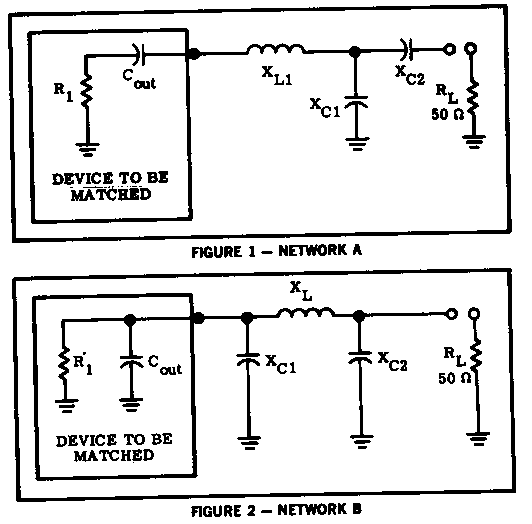 R1
Cout
XL1
XC1
XC2
RL
50 Ω
DEVICE TO BE
MATCHED
FIGURE 1 — NETWORK A
XL
R'1
Cout
XC1
XC2
RL
50 Ω
DEVICE TO BE
MATCHED
FIGURE 2 — NETWORK B